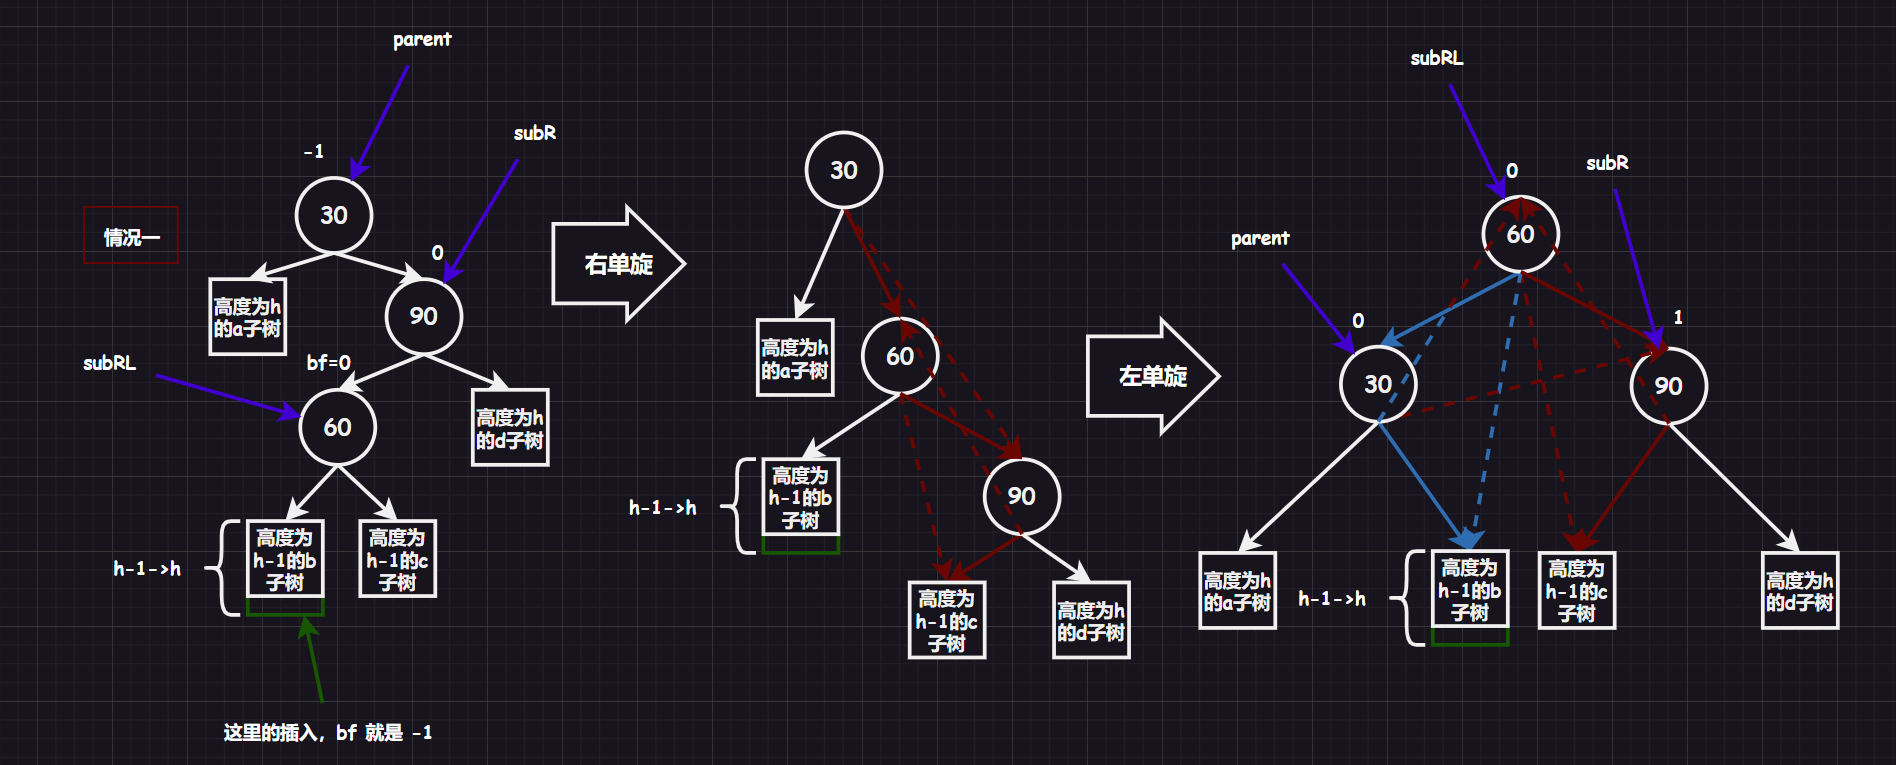 parent
subR
-1
30
情况一
0
高度为h
的a子树
90
subRL
bf=0
60
高度为h
的d子树
h-1->h
高度为
h-1的b
子树
高度为
h-1的c
子树
这里的插入，bf 就是 -1
右单旋
30
高度为h
的a子树
60
h-1->h
高度为
h-1的b
子树
90
高度为
h-1的c
子树
高度为h
的d子树
左单旋
subRL
subR
0
60
parent
0
1
30
90
高度为h
的a子树
h-1->h
高度为
h-1的b
子树
高度为
h-1的c
子树
高度为h
的d子树